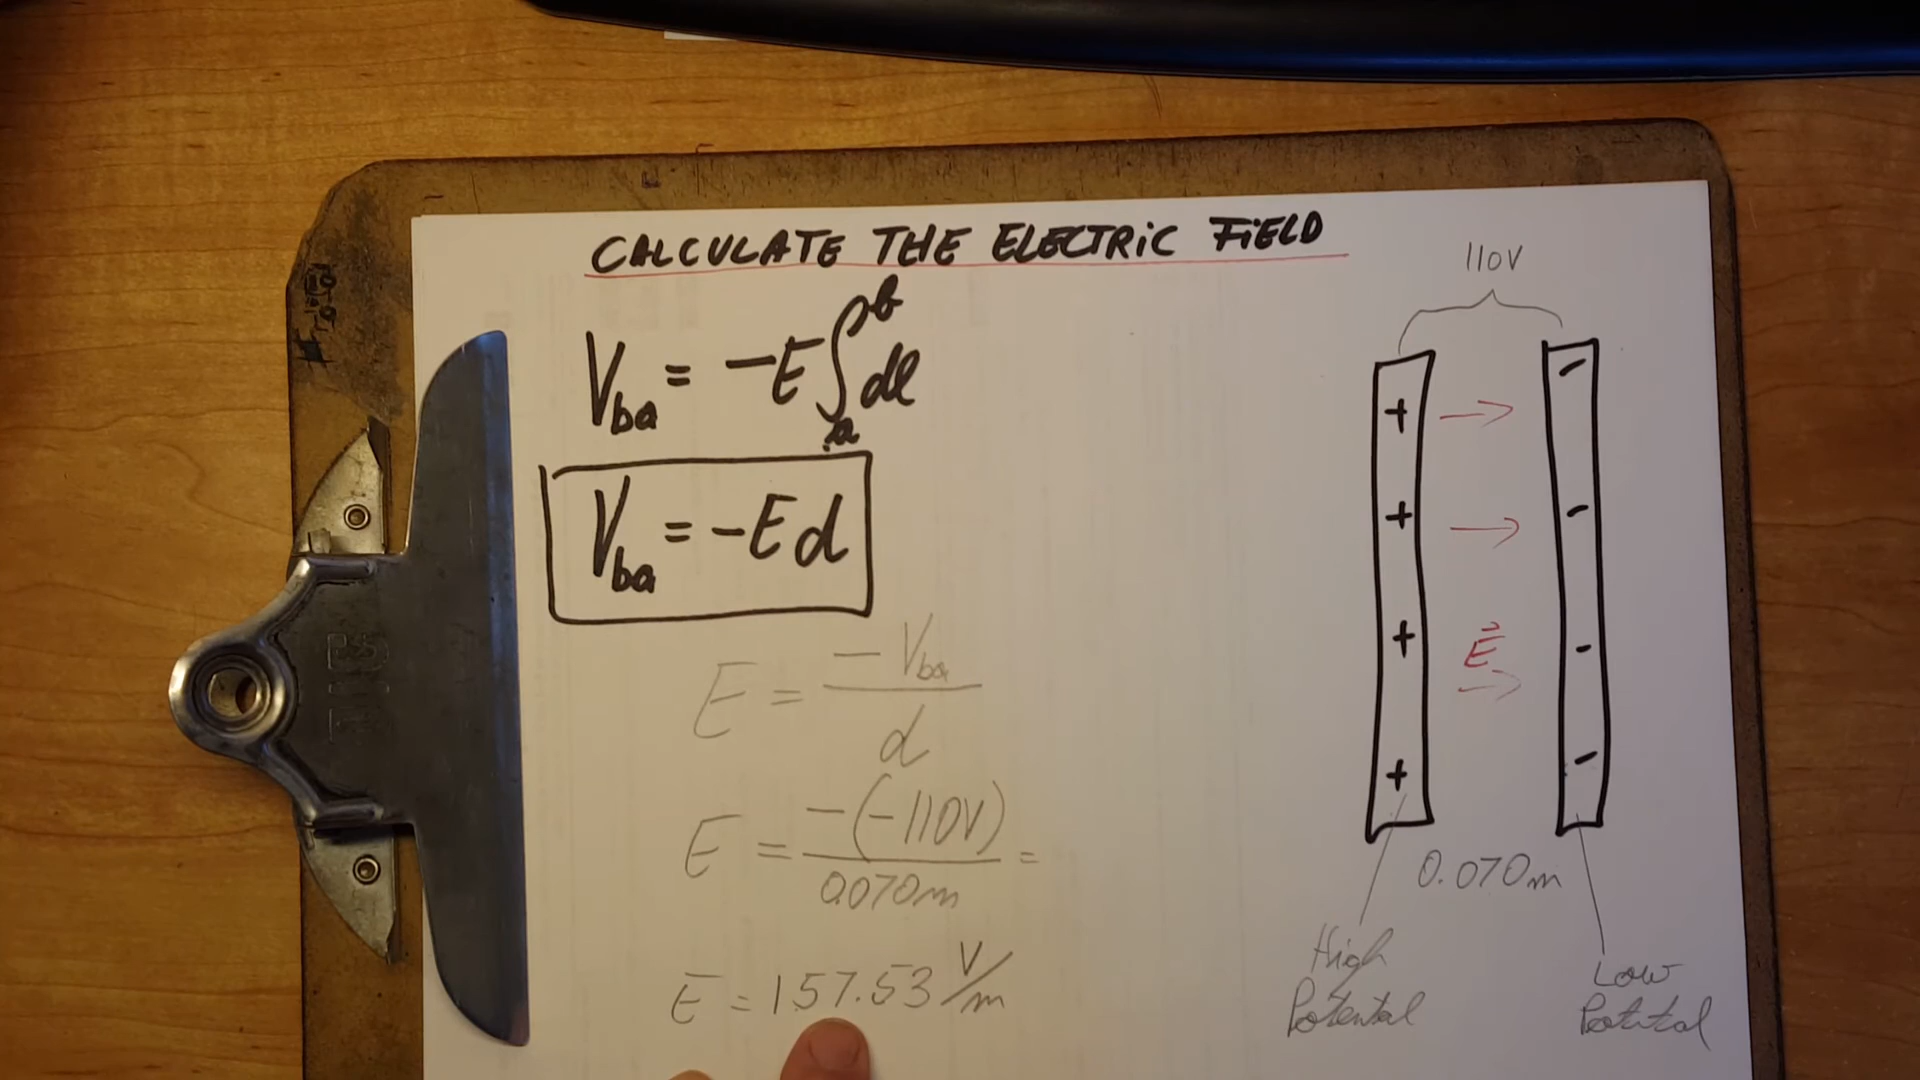 CALCULATE THE ELECTRIC FIELD
110V
V_ba = -E ∫_a^b dℓ
V_ba = -Ed
E = -V_ba / d
E = -(-110V) / 0.070m =
E = 157.53 V/m
+ + + +
- - - -
E⃗
0.070m
High
Potential
Low